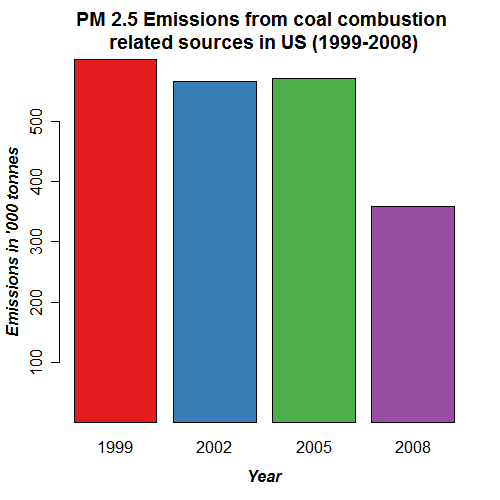 PM 2.5 Emissions from coal combustion
related sources in US (1999-2008)
Emissions in '000 tonnes
500
400
300
200
100
1999 2002 2005 2008
Year